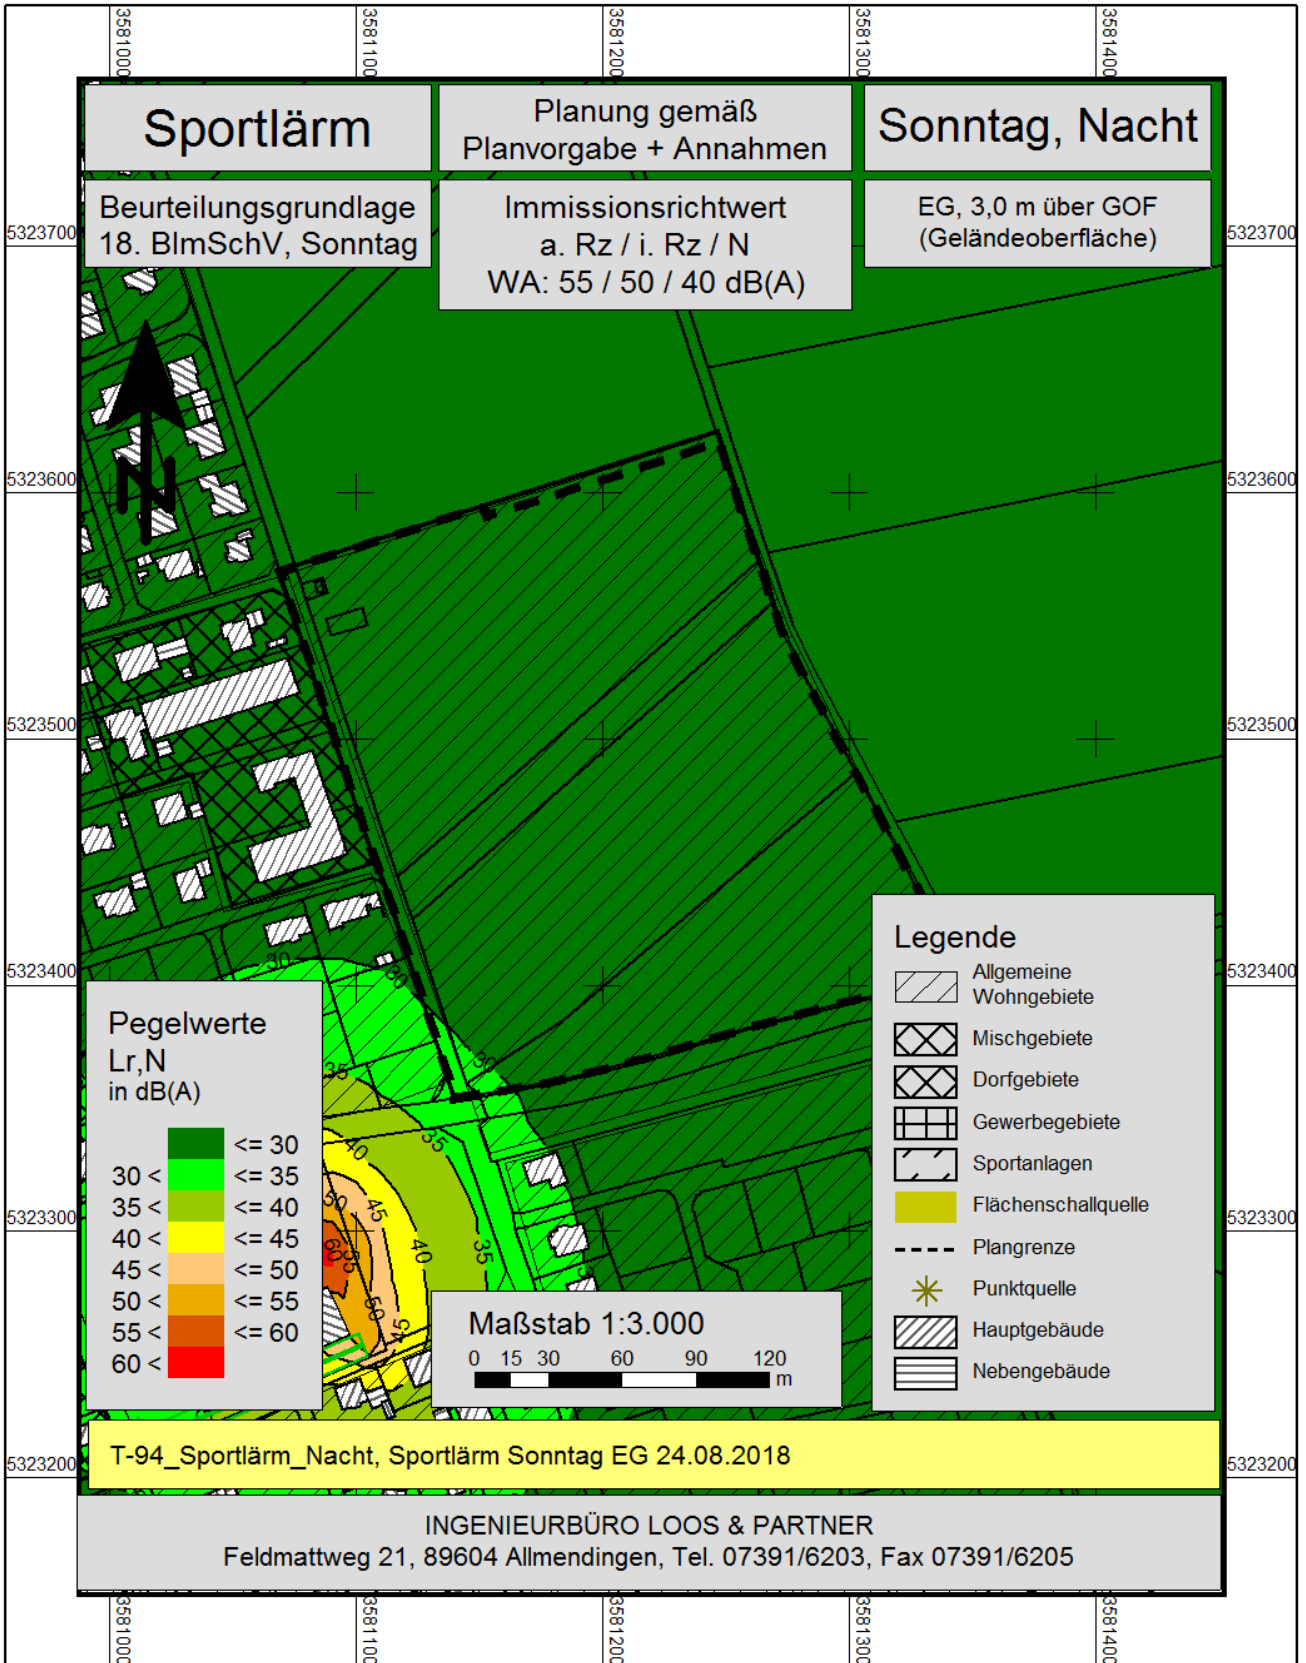 3581000
3581100
3581200
3581300
3581400
Sportlärm
Planung gemäß
Planvorgabe + Annahmen
Sonntag, Nacht
Beurteilungsgrundlage
18. BImSchV, Sonntag
Immissionsrichtwert
a. Rz / i. Rz / N
WA: 55 / 50 / 40 dB(A)
EG, 3,0 m über GOF
(Geländeoberfläche)
5323700
5323700
N
5323600
5323600
5323500
5323500
5323400
5323400
30
30
30
35
35
40
50
45
60
55
40
35
50
45
5323300
5323300
Pegelwerte
Lr,N
in dB(A)
<= 30
30 < <= 35
35 < <= 40
40 < <= 45
45 < <= 50
50 < <= 55
55 < <= 60
60 <
Legende
Allgemeine
Wohngebiete
Mischgebiete
Dorfgebiete
Gewerbegebiete
Sportanlagen
Flächenschallquelle
Plangrenze
Punktquelle
Hauptgebäude
Nebengebäude
Maßstab 1:3.000
0 15 30 60 90 120
m
T-94_Sportlärm_Nacht, Sportlärm Sonntag EG 24.08.2018
5323200
5323200
INGENIEURBÜRO LOOS & PARTNER
Feldmattweg 21, 89604 Allmendingen, Tel. 07391/6203, Fax 07391/6205
3581000
3581100
3581200
3581300
3581400